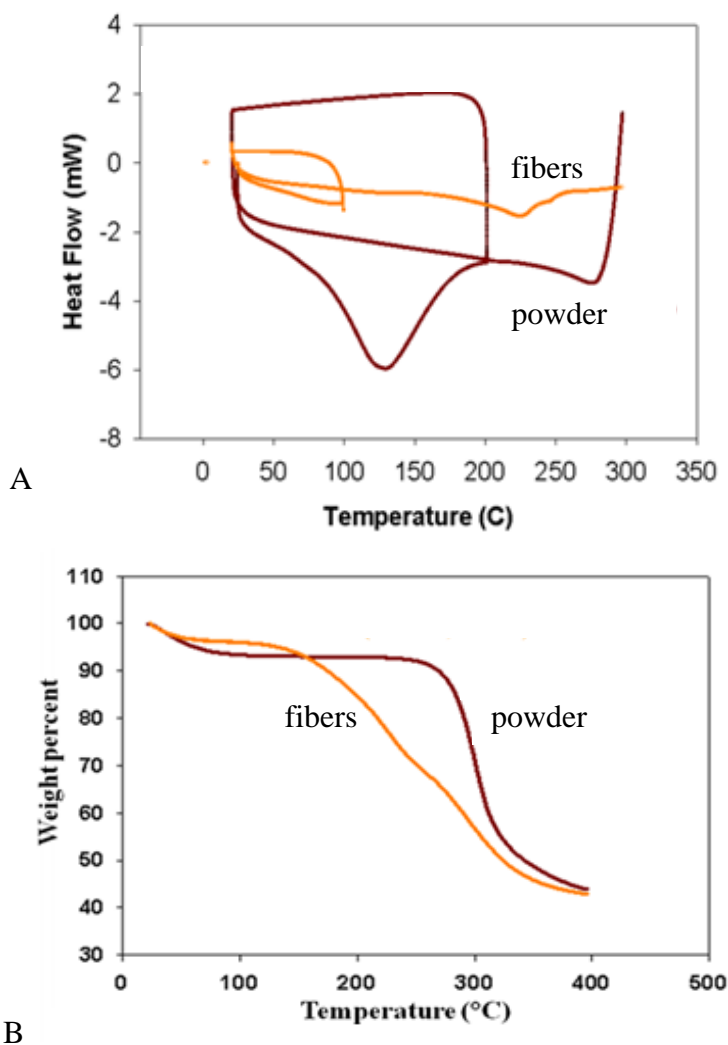 4
2
0
-2
-4
-6
-8
Heat Flow (mW)
fibers
powder
0 50 100 150 200 250 300 350
Temperature (C)
A
110
100
90
80
70
60
50
40
30
Weight percent
fibers
powder
0 100 200 300 400 500
Temperature (°C)
B